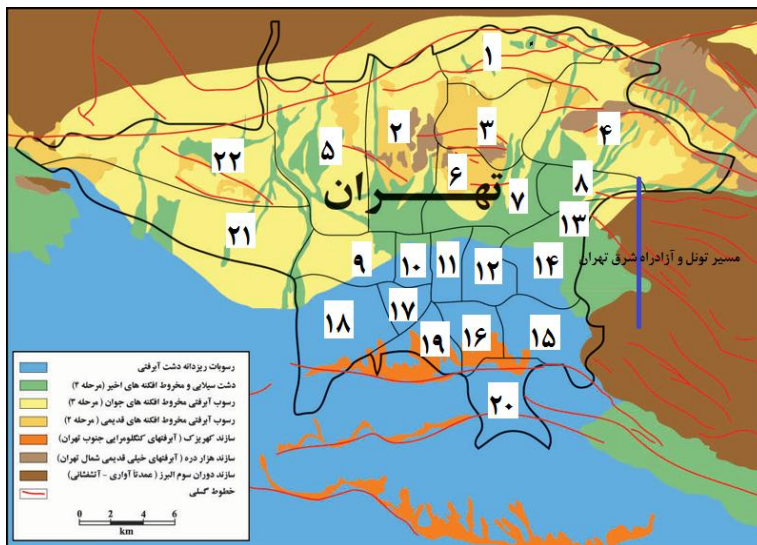 ۱
۲
۳
۴
۵
۲۲
۶
۷
۸
تهران
۱۳
۲۱
۹
۱۰
۱۱
۱۲
۱۴
مسیر تونل و آزادراه شرق تهران
۱۷
۱۸
۱۹
۱۶
۱۵
۲۰
رسوبات ریزدانه دشت آبرفتی
دشت سیلابی و مخروط افکنه های اخیر (مرحله ۴)
رسوب آبرفتی مخروط افکنه های جوان ( مرحله ۳)
رسوب آبرفتی مخروط افکنه های قدیمی ( مرحله ۲)
سازند کهریزک ( آبرفتهای کنگلومرایی جنوب تهران)
سازند هزار دره ( آبرفتهای خیلی قدیمی شمال تهران)
سازند دوران سوم البرز ( عمدتاً آواری - آتشفشانی)
خطوط گسلی
0 2 4 6
km